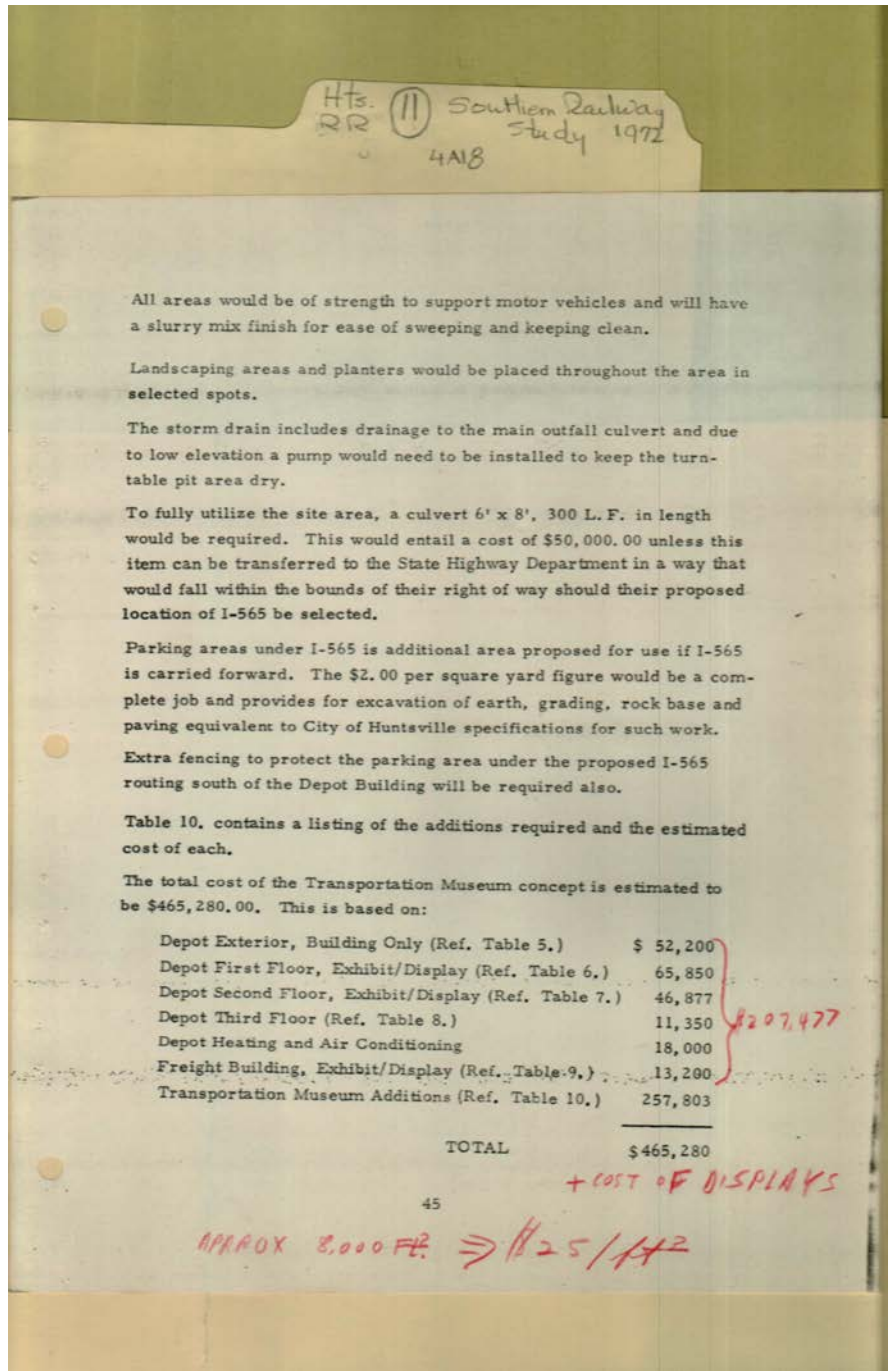 Hts. RR 11 Southern Railway
Study 1972
4A18
All areas would be of strength to support motor vehicles and will have
a slurry mix finish for ease of sweeping and keeping clean.
Landscaping areas and planters would be placed throughout the area in
selected spots.
The storm drain includes drainage to the main outfall culvert and due
to low elevation a pump would need to be installed to keep the turn-
table pit area dry.
To fully utilize the site area, a culvert 6' x 8', 300 L. F. in length
would be required. This would entail a cost of $50,000.00 unless this
item can be transferred to the State Highway Department in a way that
would fall within the bounds of their right of way should their proposed
location of I-565 be selected.
Parking areas under I-565 is additional area proposed for use if I-565
is carried forward. The $2.00 per square yard figure would be a com-
plete job and provides for excavation of earth, grading, rock base and
paving equivalent to City of Huntsville specifications for such work.
Extra fencing to protect the parking area under the proposed I-565
routing south of the Depot Building will be required also.
Table 10. contains a listing of the additions required and the estimated
cost of each.
The total cost of the Transportation Museum concept is estimated to
be $465,280.00. This is based on:
Depot Exterior, Building Only (Ref. Table 5.) $ 52,200
Depot First Floor, Exhibit/Display (Ref. Table 6.) 65,850
Depot Second Floor, Exhibit/Display (Ref. Table 7.) 46,877
Depot Third Floor (Ref. Table 8.) 11,350 $207,477
Depot Heating and Air Conditioning 18,000
Freight Building, Exhibit/Display (Ref. Table 9.) 13,200
Transportation Museum Additions (Ref. Table 10.) 257,803
TOTAL $465,280
+ COST OF DISPLAYS
45
APPROX 8,000 FT² ⇒ $25/ft²